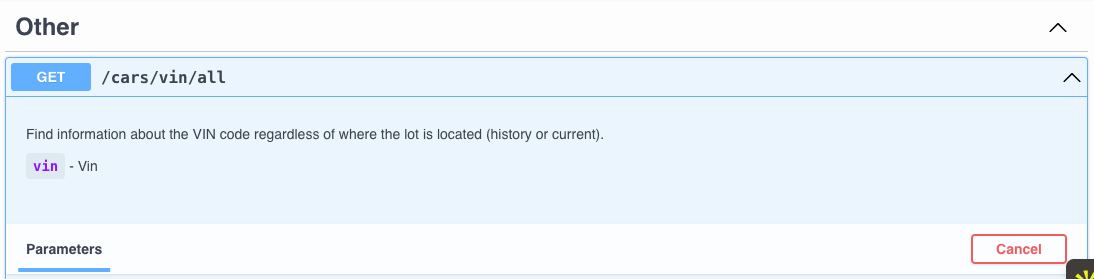 Other
GET /cars/vin/all
Find information about the VIN code regardless of where the lot is located (history or current).
vin - Vin
Parameters Cancel